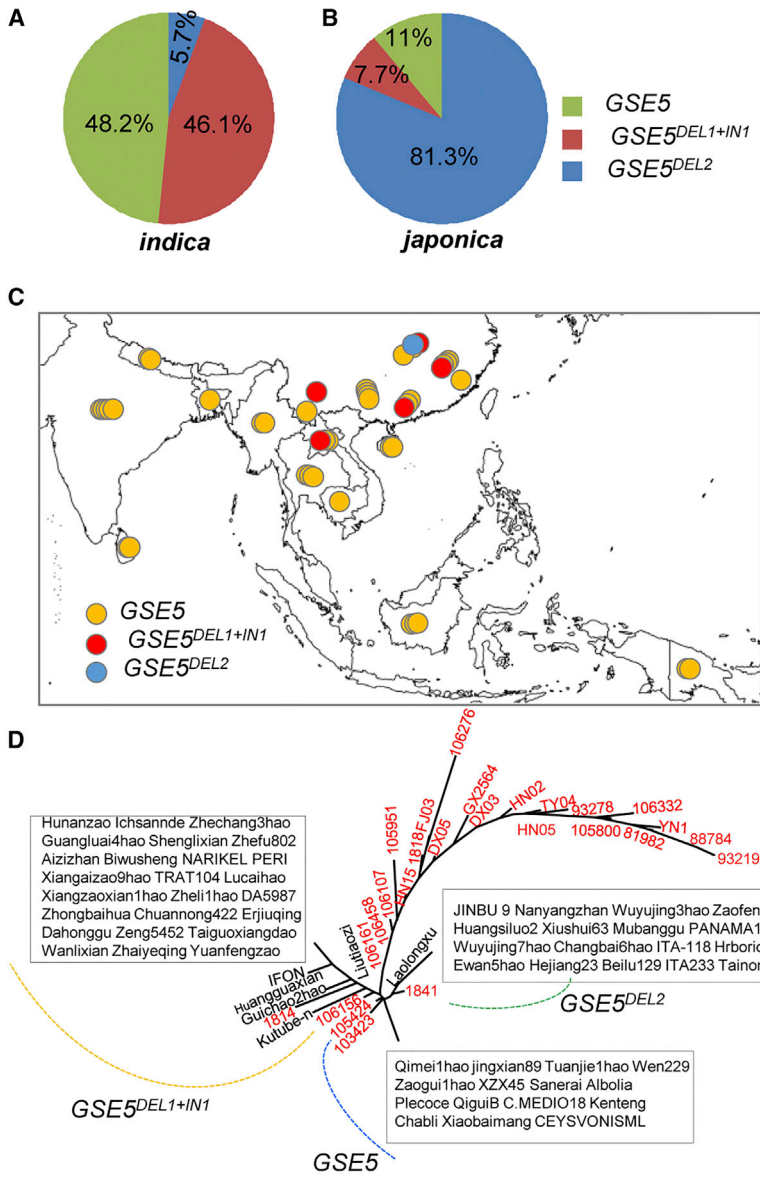 A
B
5.7%
48.2%
46.1%
indica
11%
7.7%
81.3%
japonica
GSE5
GSE5DEL1+IN1
GSE5DEL2
C
GSE5
GSE5DEL1+IN1
GSE5DEL2
D
Hunanzao Ichsannde Zhechang3hao
Guangluai4hao Shenglixian Zhefu802
Aizizhan Biwusheng NARIKEL PERI
Xiangaizao9hao TRAT104 Lucaihao
Xiangzaoxian1hao Zheli1hao DA5987
Zhongbaihua Chuannong422 Erjiuqing
Dahonggu Zeng5452 Taiguoxiangdao
Wanlixian Zhaiyeqing Yuanfengzao
IFON
Huangguaxian
Guichao2hao
1814
Kutube-n
106156
105424
103423
Liutiaozi
106161
106458
106107
105951
HN15
1818
FJ03
106276
DX05
GX2564
DX03
HN02
TY04
HN05
93278
105800
106332
81982
YN1
88784
93219
Laolongxu
1841
JINBU 9 Nanyangzhan Wuyujing3hao Zaofen
Huangsiluo2 Xiushui63 Mubanggu PANAMA1
Wuyujing7hao Changbai6hao ITA-118 Hrboric
Ewan5hao Hejiang23 Beilu129 ITA233 Tainor
GSE5DEL2
Qimei1hao jingxian89 Tuanjie1hao Wen229
Zaogui1hao XZX45 Sanerai Albolia
Plecoce QiguiB C.MEDIO18 Kenteng
Chabli Xiaobaimang CEYSVONISML
GSE5DEL1+IN1
GSE5